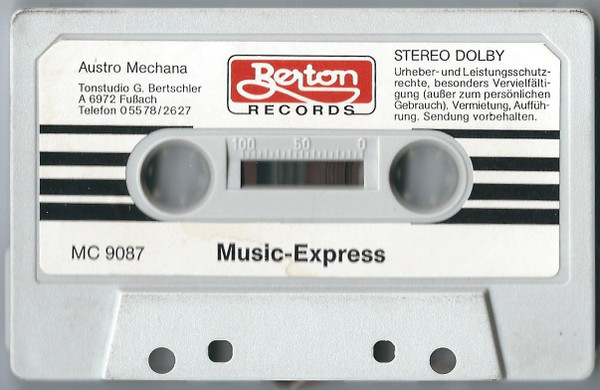 Austro Mechana
Tonstudio G. Bertschler
A 6972 Fußach
Telefon 05578/2627
Berton
RECORDS
STEREO DOLBY
Urheber- und Leistungsschutz-
rechte, besonders Vervielfälti-
gung (außer zum persönlichen
Gebrauch). Vermietung, Auffüh-
rung. Sendung vorbehalten.
100 50 0
MC 9087
Music-Express